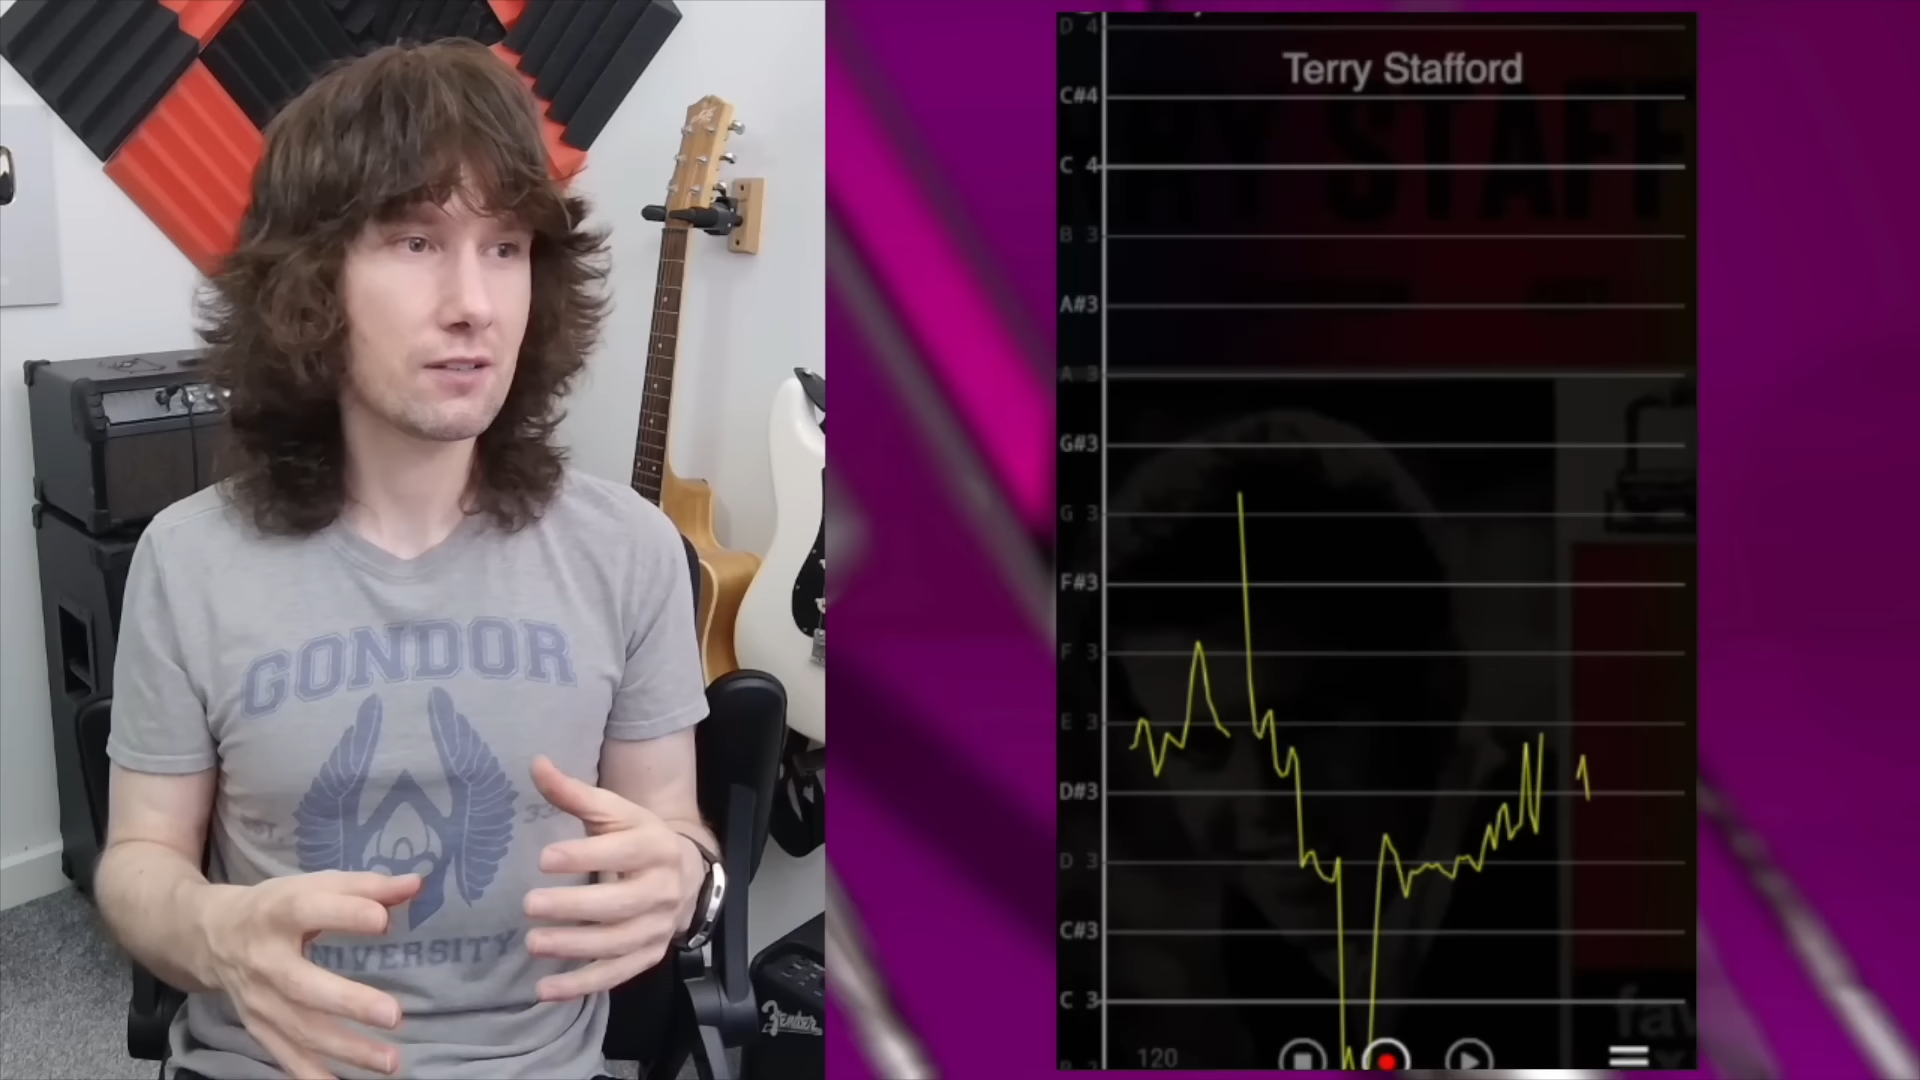 GONDOR
UNIVERSITY
Fender
Terry Stafford
D 4
C#4
C 4
B 3
A#3
A 3
G#3
G 3
F#3
F 3
E 3
D#3
D 3
C#3
C 3
120